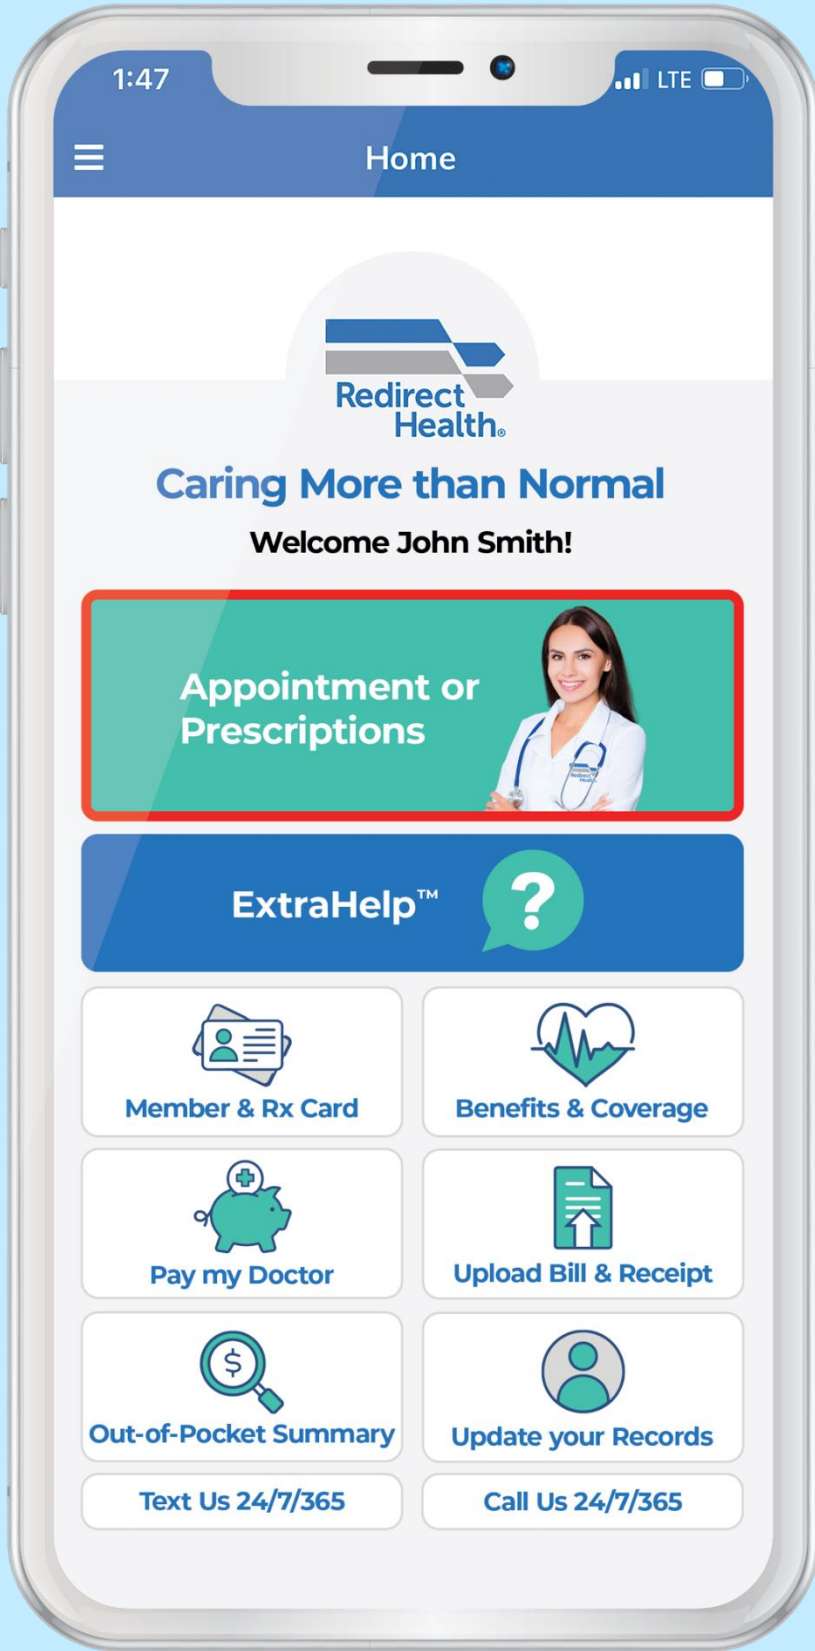 1:47
LTE
Home
Redirect
Health®
Caring More than Normal
Welcome John Smith!
Appointment or
Prescriptions
Redirect
Health
ExtraHelp™
?
Member & Rx Card
Benefits & Coverage
$
Pay my Doctor
Upload Bill & Receipt
Out-of-Pocket Summary
Update your Records
Text Us 24/7/365
Call Us 24/7/365